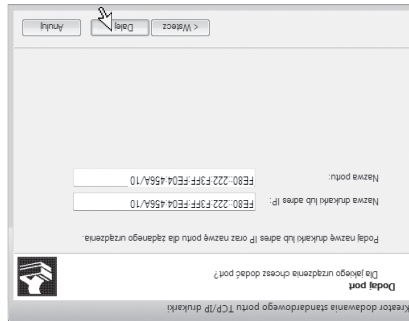 Kreator dodawania standardowego portu TCP/IP drukarki
Dodaj port
Dla jakiego urządzenia chcesz dodać port?
Podaj nazwę drukarki lub adres IP oraz nazwę portu dla żądanego urządzenia.
Nazwa drukarki lub adres IP: FE80::222:F3FF:FE04:456A/10
Nazwa portu: FE80::222:F3FF:FE04:456A/10
< Wstecz Dalej Anuluj